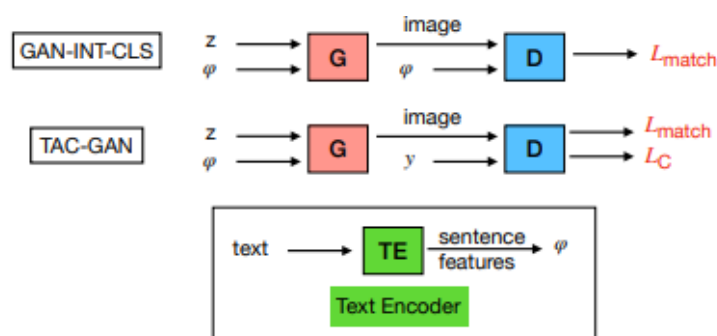 GAN-INT-CLS
z
φ
G
image
φ
D
L_match
TAC-GAN
z
φ
G
image
y
D
L_match
L_C
text
TE
sentence
features
φ
Text Encoder